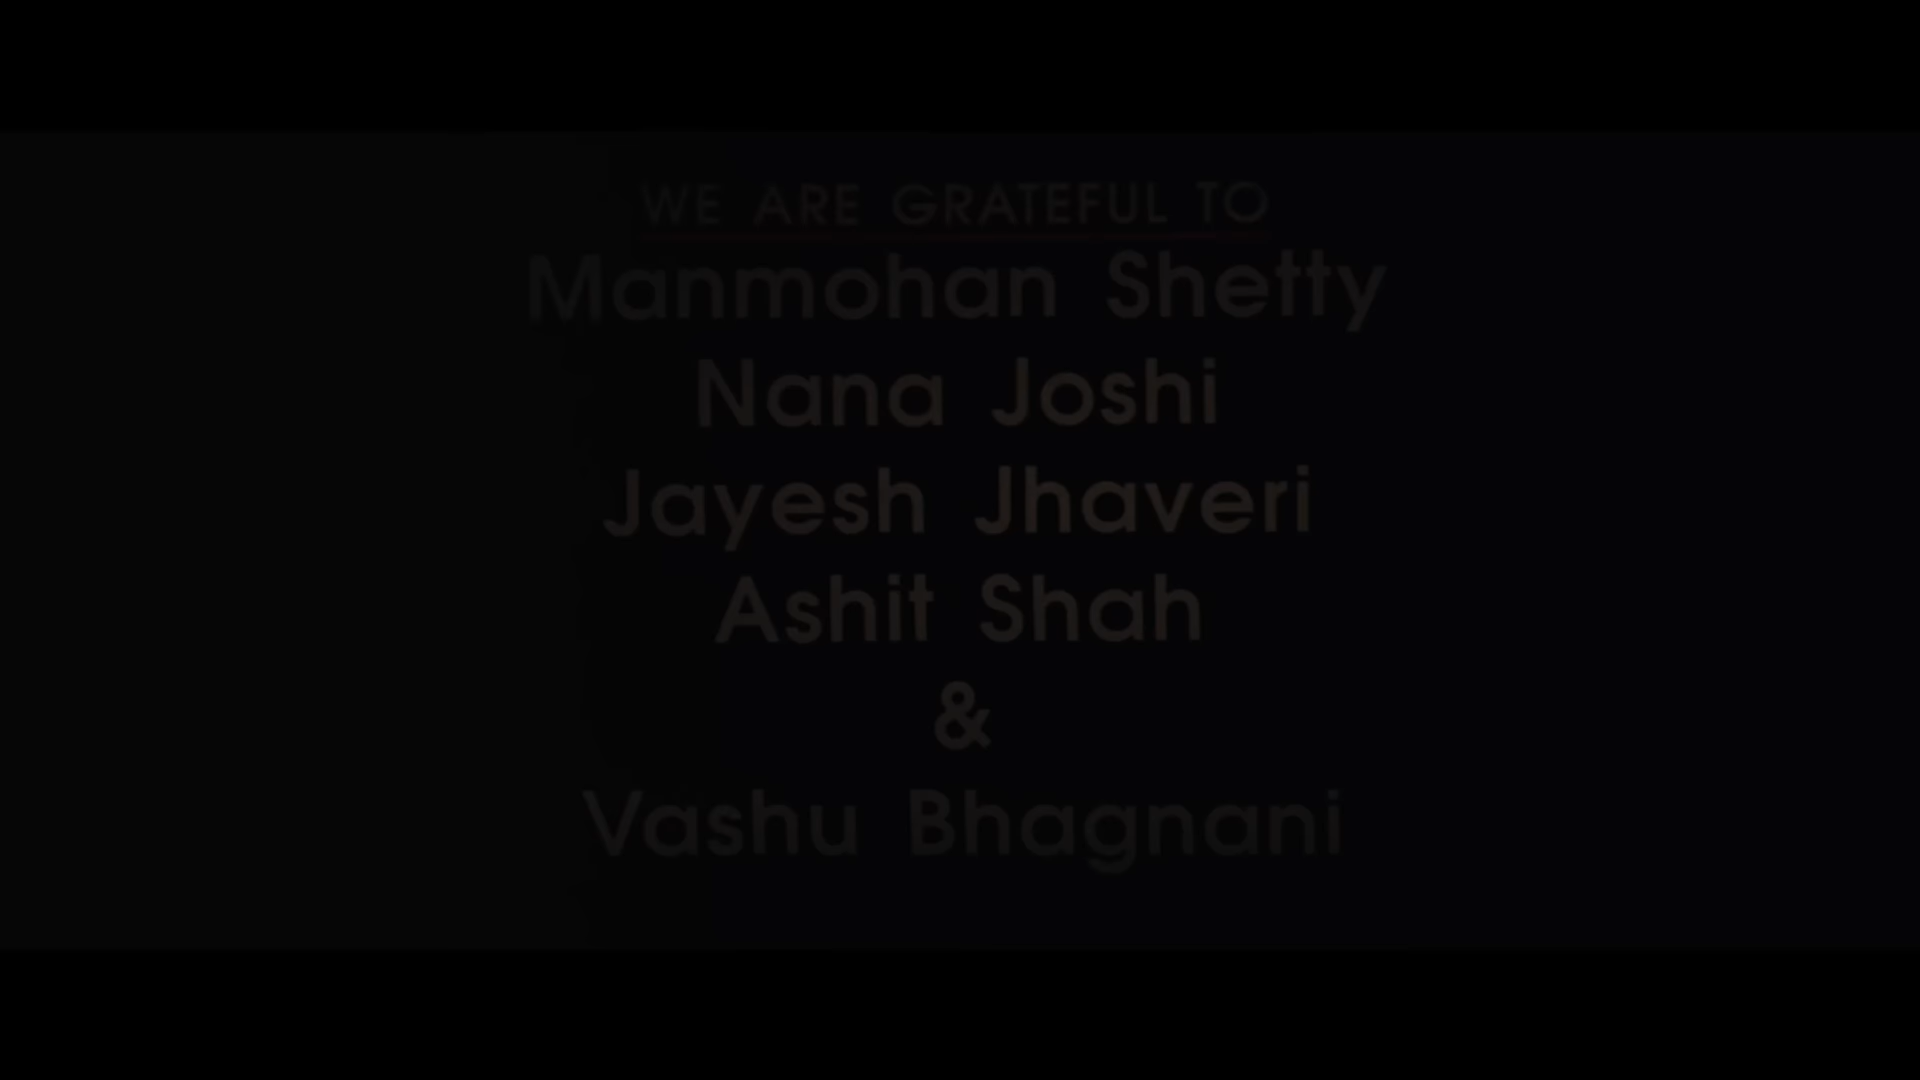 WE ARE GRATEFUL TO
Manmohan Shetty
Nana Joshi
Jayesh Jhaveri
Ashit Shah
&
Vashu Bhagnani